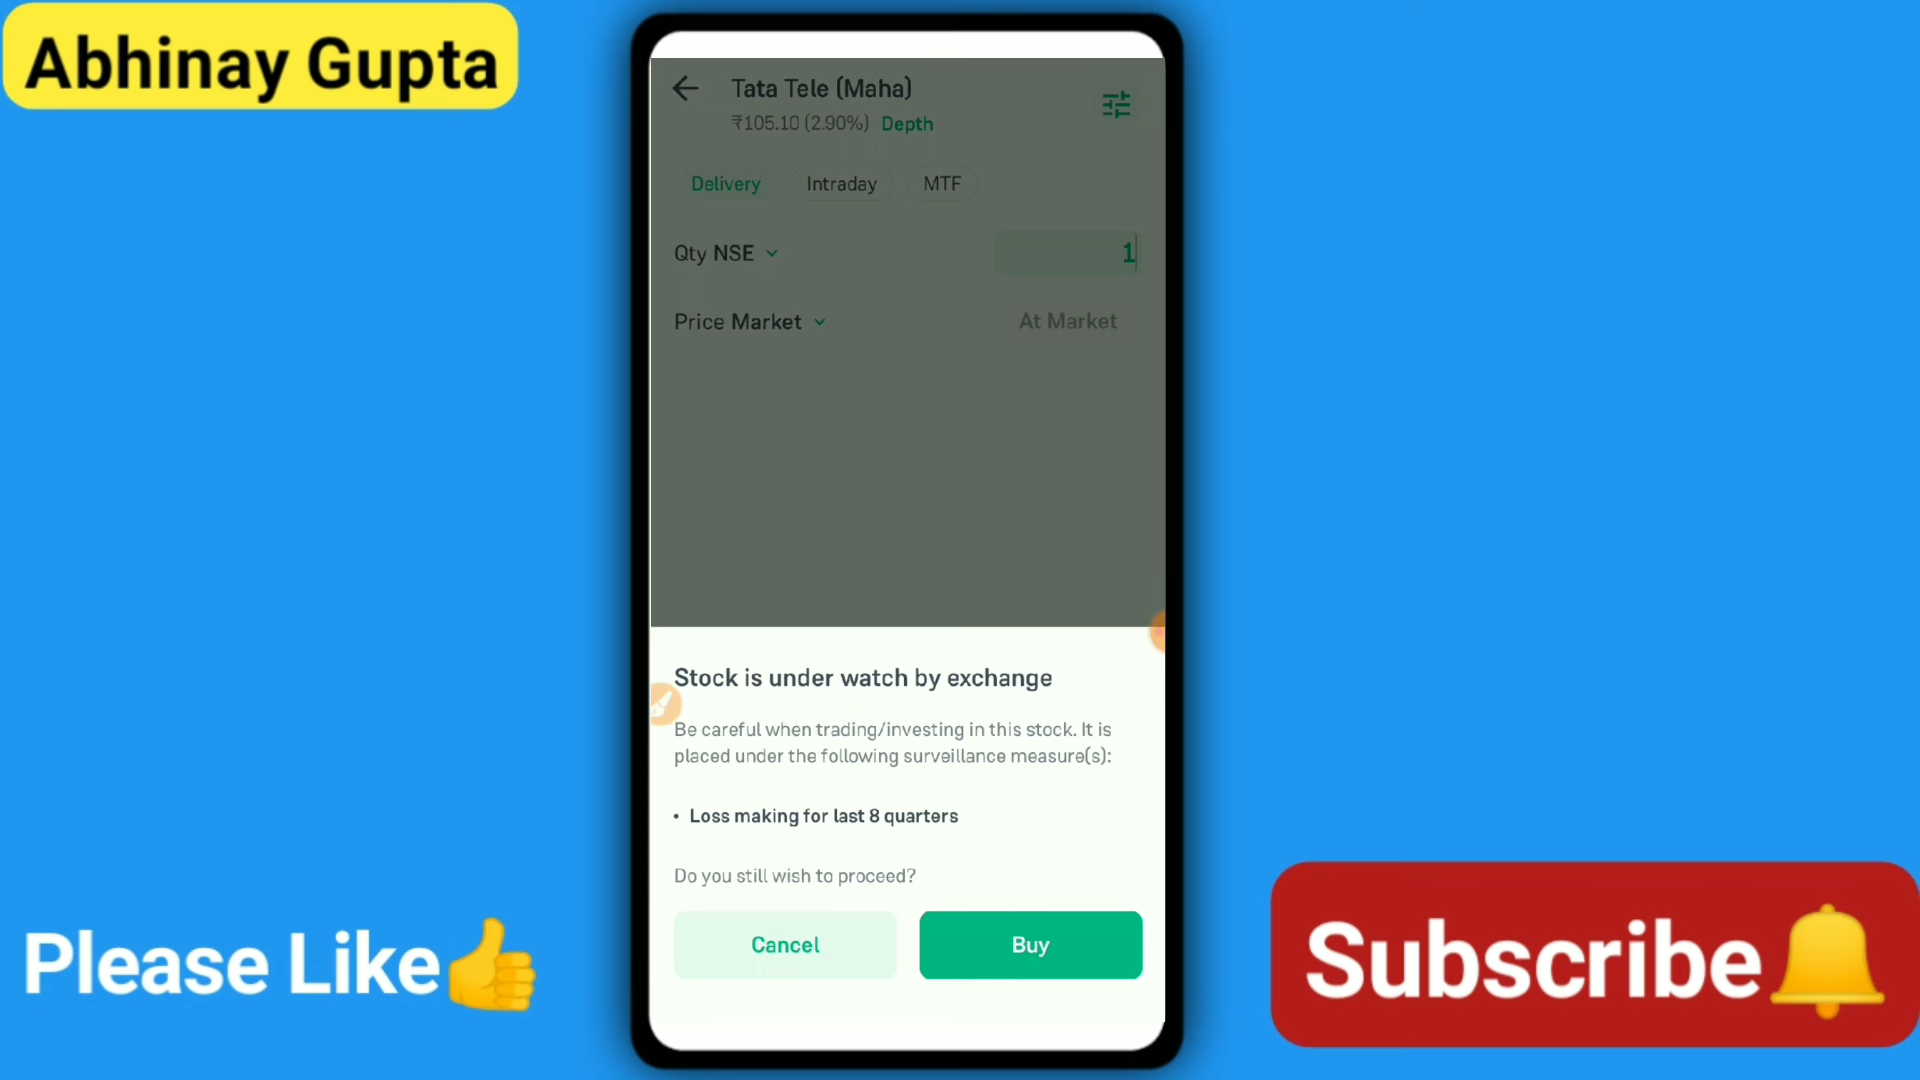 Abhinay Gupta
Tata Tele (Maha)
₹105.10 (2.90%) Depth
Delivery Intraday MTF
Qty NSE 1
Price Market At Market
Stock is under watch by exchange
Be careful when trading/investing in this stock. It is
placed under the following surveillance measure(s):
• Loss making for last 8 quarters
Do you still wish to proceed?
Cancel Buy
Please Like
Subscribe